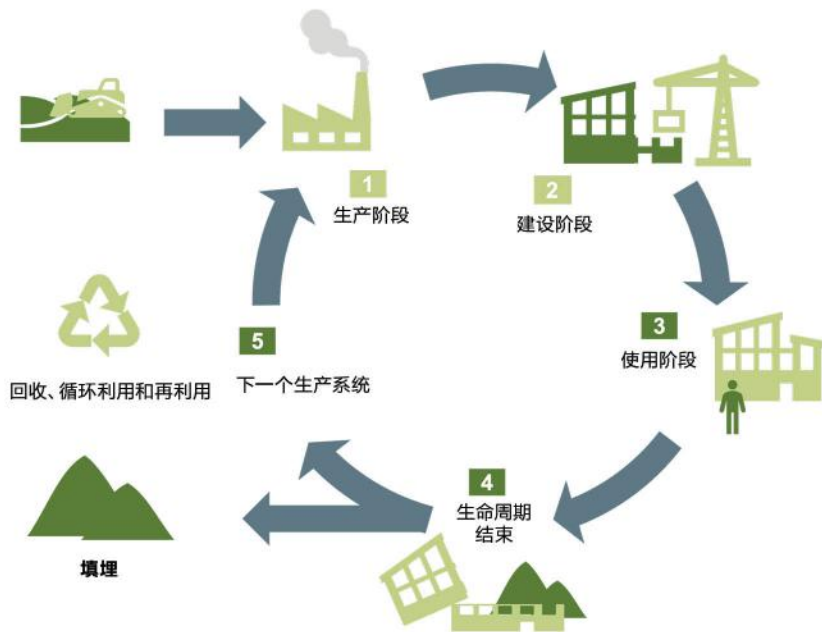 1
生产阶段
2
建设阶段
3
使用阶段
4
生命周期
结束
5
下一个生产系统
回收、循环利用和再利用
填埋